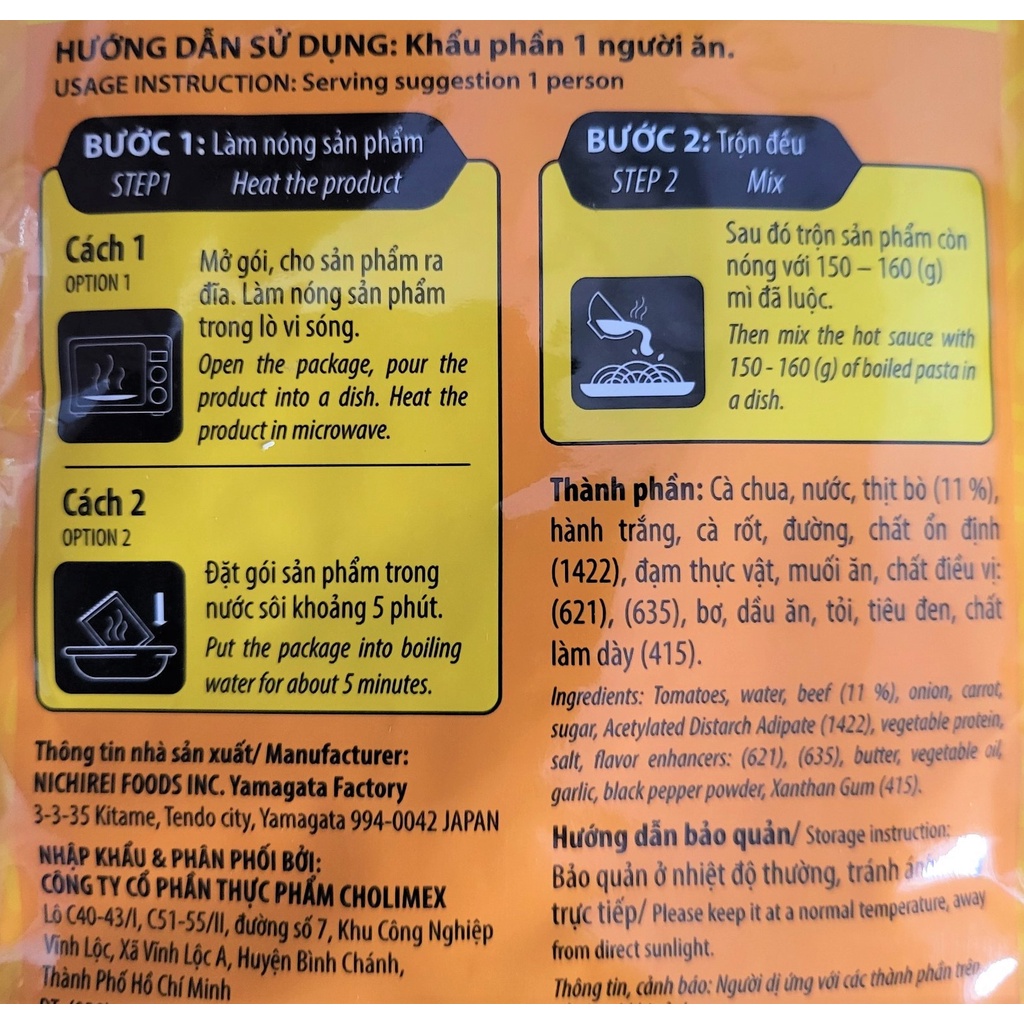 HƯỚNG DẪN SỬ DỤNG: Khẩu phần 1 người ăn.
USAGE INSTRUCTION: Serving suggestion 1 person
BƯỚC 1: Làm nóng sản phẩm
STEP1 Heat the product
Cách 1
OPTION 1
Mở gói, cho sản phẩm ra
đĩa. Làm nóng sản phẩm
trong lò vi sóng.
Open the package, pour the
product into a dish. Heat the
product in microwave.
Cách 2
OPTION 2
Đặt gói sản phẩm trong
nước sôi khoảng 5 phút.
Put the package into boiling
water for about 5 minutes.
BƯỚC 2: Trộn đều
STEP 2 Mix
Sau đó trộn sản phẩm còn
nóng với 150 – 160 (g)
mì đã luộc.
Then mix the hot sauce with
150 - 160 (g) of boiled pasta in
a dish.
Thông tin nhà sản xuất/ Manufacturer:
NICHIREI FOODS INC. Yamagata Factory
3-3-35 Kitame, Tendo city, Yamagata 994-0042 JAPAN
NHẬP KHẨU & PHÂN PHỐI BỞI:
CÔNG TY CỔ PHẦN THỰC PHẨM CHOLIMEX
Lô C40-43/I, C51-55/II, đường số 7, Khu Công Nghiệp
Vĩnh Lộc, Xã Vĩnh Lộc A, Huyện Bình Chánh,
Thành Phố Hồ Chí Minh
Thành phần: Cà chua, nước, thịt bò (11 %),
hành trắng, cà rốt, đường, chất ổn định
(1422), đạm thực vật, muối ăn, chất điều vị:
(621), (635), bơ, dầu ăn, tỏi, tiêu đen, chất
làm dày (415).
Ingredients: Tomatoes, water, beef (11 %), onion, carrot,
sugar, Acetylated Distarch Adipate (1422), vegetable protein,
salt, flavor enhancers: (621), (635), butter, vegetable oil,
garlic, black pepper powder, Xanthan Gum (415).
Hướng dẫn bảo quản/ Storage instruction:
Bảo quản ở nhiệt độ thường, tránh
trực tiếp/ Please keep it at a normal temperature, away
from direct sunlight.
Thông tin, cảnh báo: Người dị ứng với các thành phần trên